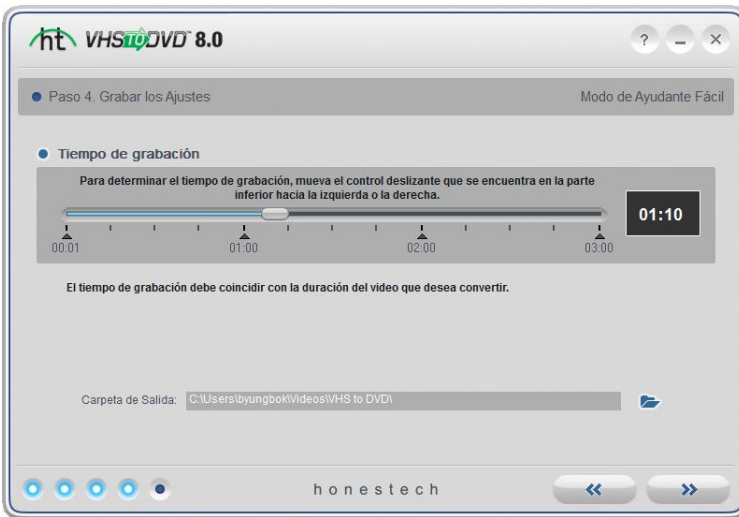 ht VHS TO DVD™ 8.0
?
Paso 4. Grabar los Ajustes
Modo de Ayudante Fácil
Tiempo de grabación
Para determinar el tiempo de grabación, mueva el control deslizante que se encuentra en la parte
inferior hacia la izquierda o la derecha.
01:10
00:01 01:00 02:00 03:00
El tiempo de grabación debe coincidir con la duración del video que desea convertir.
Carpeta de Salida: C:\Users\byungbok\Videos\VHS to DVD\
honestech